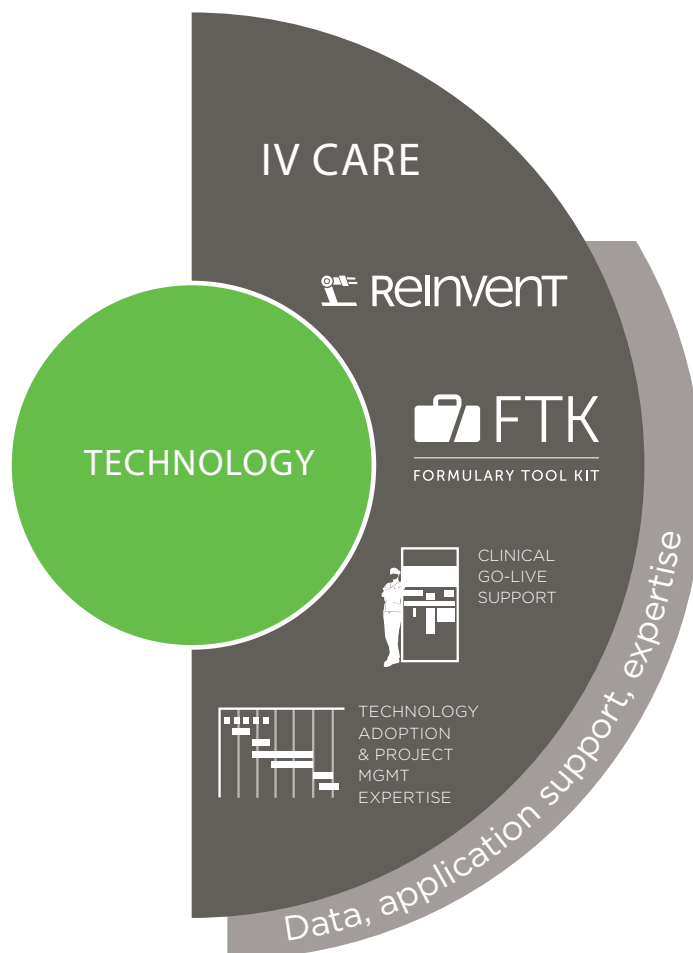 IV CARE
REINVENT
TECHNOLOGY
FTK
FORMULARY TOOL KIT
CLINICAL
GO-LIVE
SUPPORT
TECHNOLOGY
ADOPTION
& PROJECT
MGMT
EXPERTISE
Data, application support, expertise